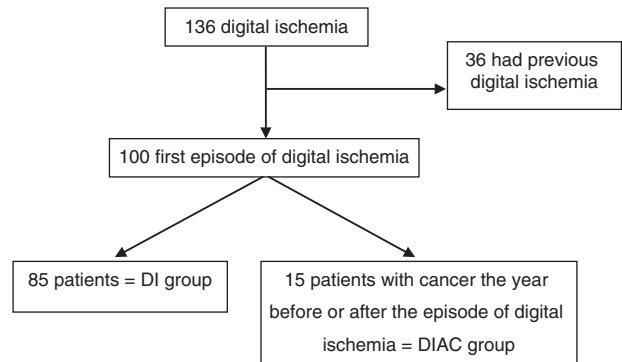 136 digital ischemia
36 had previous
digital ischemia
100 first episode of digital ischemia
85 patients = DI group
15 patients with cancer the year
before or after the episode of digital
ischemia = DIAC group